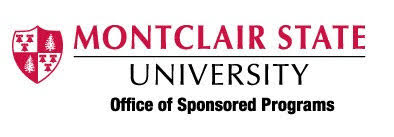 MONTCLAIR STATE
UNIVERSITY
Office of Sponsored Programs